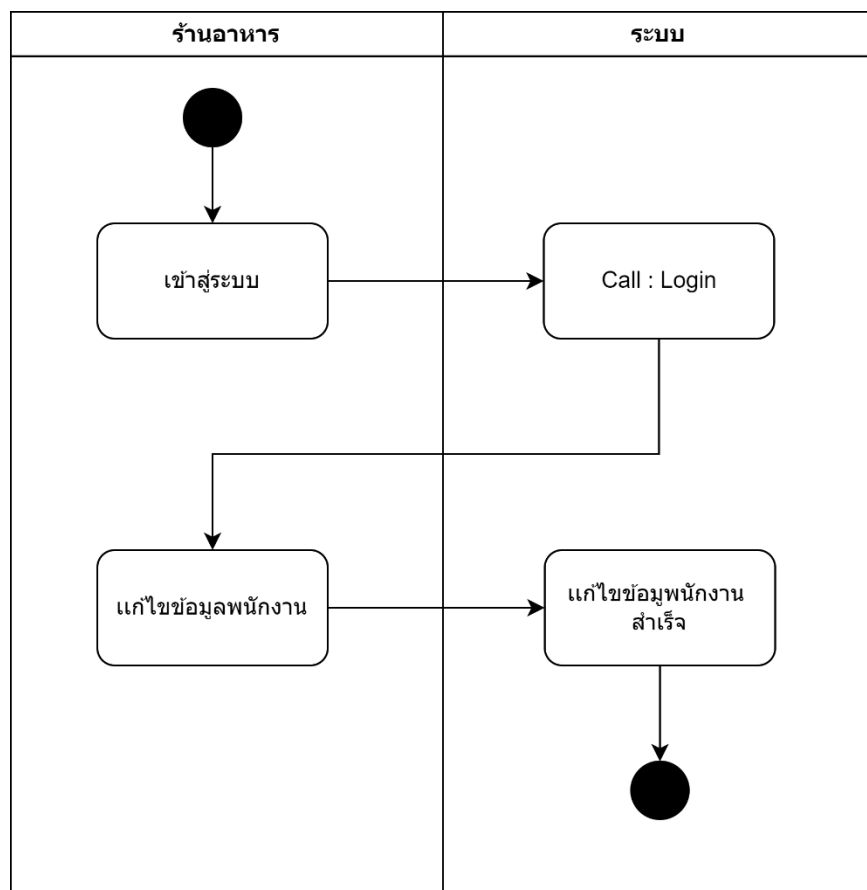 ร้านอาหาร
ระบบ
เข้าสู่ระบบ
Call : Login
แก้ไขข้อมูลพนักงาน
แก้ไขข้อมูพนักงาน
สำเร็จ